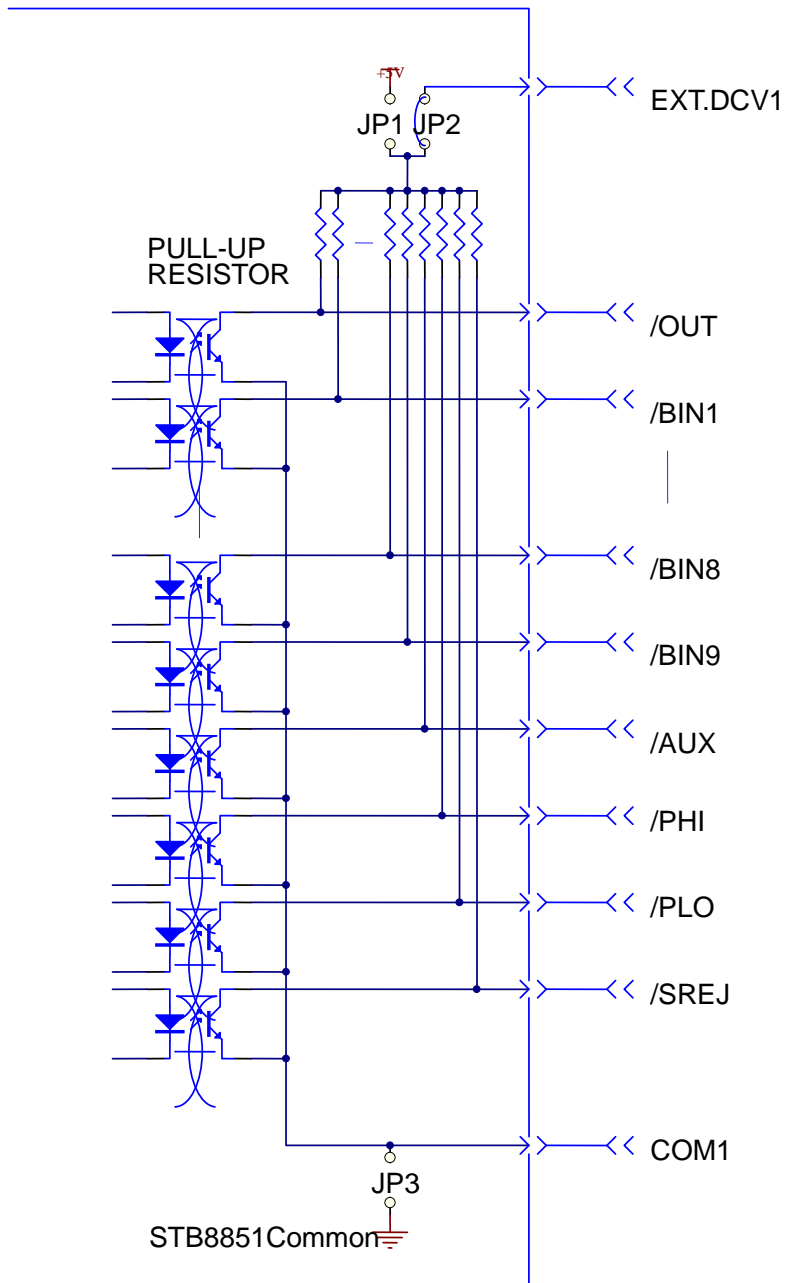 +5V
EXT.DCV1
JP1 JP2
PULL-UP
RESISTOR
/OUT
/BIN1
/BIN8
/BIN9
/AUX
/PHI
/PLO
/SREJ
COM1
JP3
STB8851Common